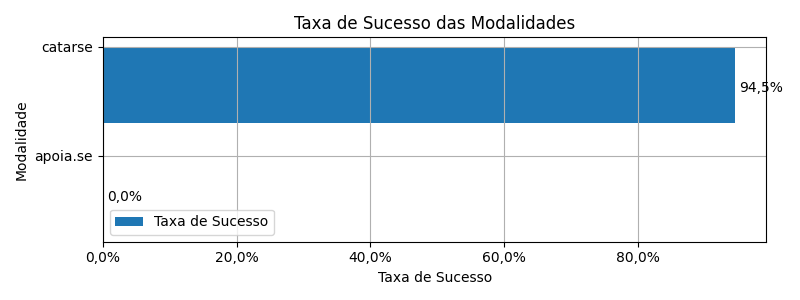 Taxa de Sucesso das Modalidades
catarse
94,5%
Modalidade
apoia.se
0,0%
Taxa de Sucesso
0,0%
20,0%
40,0%
60,0%
80,0%
Taxa de Sucesso